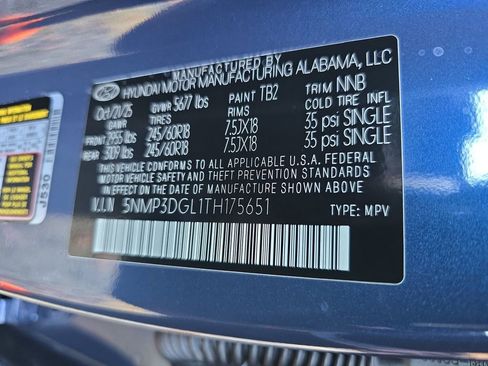 MANUFACTURED BY
HYUNDAI MOTOR MANUFACTURING ALABAMA, LLC
Oct/21/25 GVWR 5677 lbs PAINT TB2 TRIM NNB
GAWR TIRES RIMS COLD TIRE INFL.
FRONT 2955 lbs 245/60R18 7.5JX18 35 psi SINGLE
REAR 3109 lbs 245/60R18 7.5JX18 35 psi SINGLE
THIS VEHICLE CONFORMS TO ALL APPLICABLE U.S.A. FEDERAL
MOTOR VEHICLE SAFETY AND THEFT PREVENTION STANDARDS
IN EFFECT ON THE DATE OF MANUFACTURE SHOWN ABOVE.
V.I.N 5NMP3DGL1TH175651 TYPE: MPV
J530